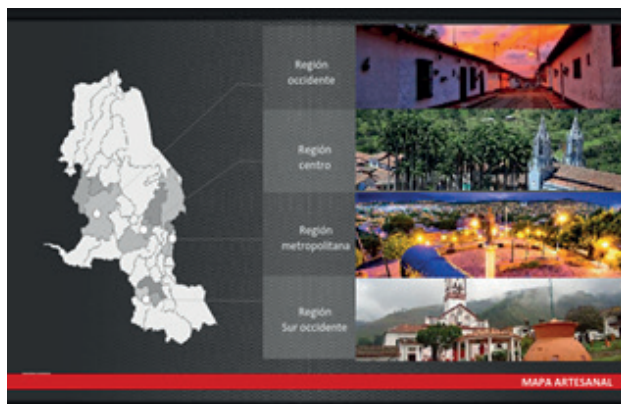 Región
occidente
Región
centro
Región
metropolitana
Región
Sur occidente
MAPA ARTESANAL